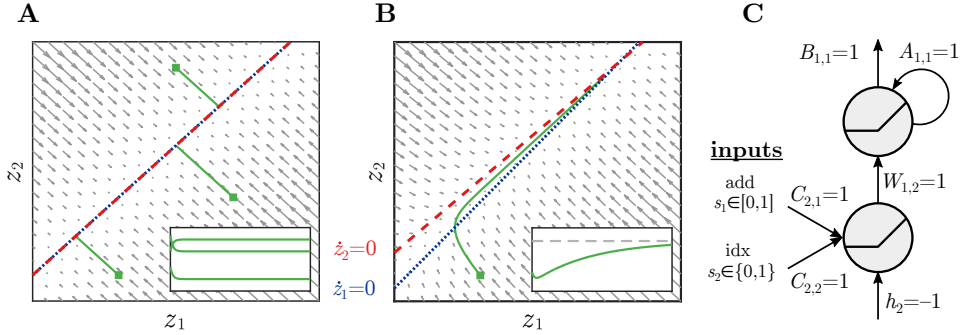 A
z₂
z₁
B
z₂
ż₂=0
ż₁=0
z₁
C
B₁,₁=1
A₁,₁=1
inputs
W₁,₂=1
add
s₁∈[0,1]
C₂,₁=1
idx
s₂∈{0,1}
C₂,₂=1
h₂=−1